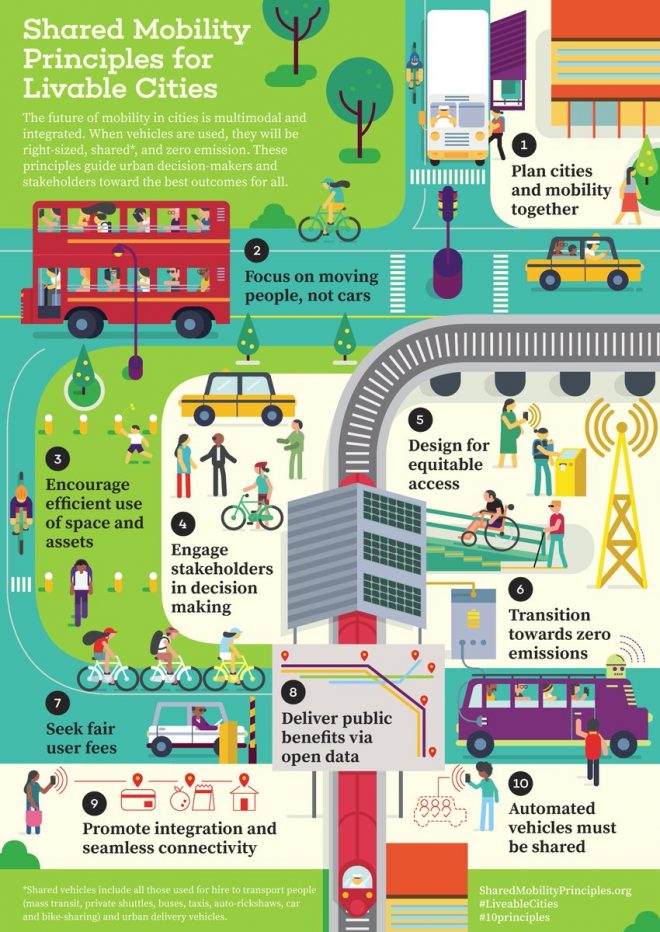 Shared Mobility
Principles for
Livable Cities
The future of mobility in cities is multimodal and
integrated. When vehicles are used, they will be
right-sized, shared*, and zero emission. These
principles guide urban decision-makers and
stakeholders toward the best outcomes for all.
1
Plan cities
and mobility
together
2
Focus on moving
people, not cars
3
Encourage
efficient use
of space and
assets
4
Engage
stakeholders
in decision
making
5
Design for
equitable
access
6
Transition
towards zero
emissions
7
Seek fair
user fees
8
Deliver public
benefits via
open data
9
Promote integration and
seamless connectivity
10
Automated
vehicles must
be shared
*Shared vehicles include all those used for hire to transport people
(mass transit, private shuttles, buses, taxis, auto-rickshaws, car
and bike-sharing) and urban delivery vehicles.
SharedMobilityPrinciples.org
#LiveableCities
#10principles